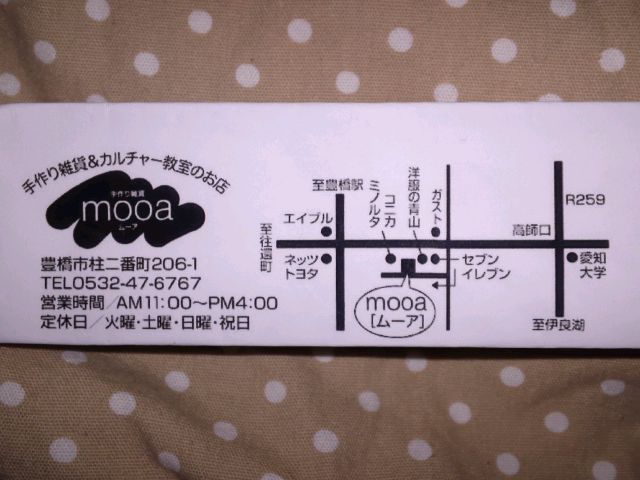 手作り雑貨&カルチャー教室のお店
手作り雑貨
mooa
ムーア
豊橋市柱二番町206-1
TEL0532-47-6767
営業時間/AM11:00〜PM4:00
定休日/火曜・土曜・日曜・祝日
至豊橋駅
エイブル
至往還町
ネッツ
トヨタ
コニカ
ミノルタ
洋服の青山
ガスト
セブン
イレブン
mooa
[ムーア]
高師口
R259
愛知
大学
至伊良湖